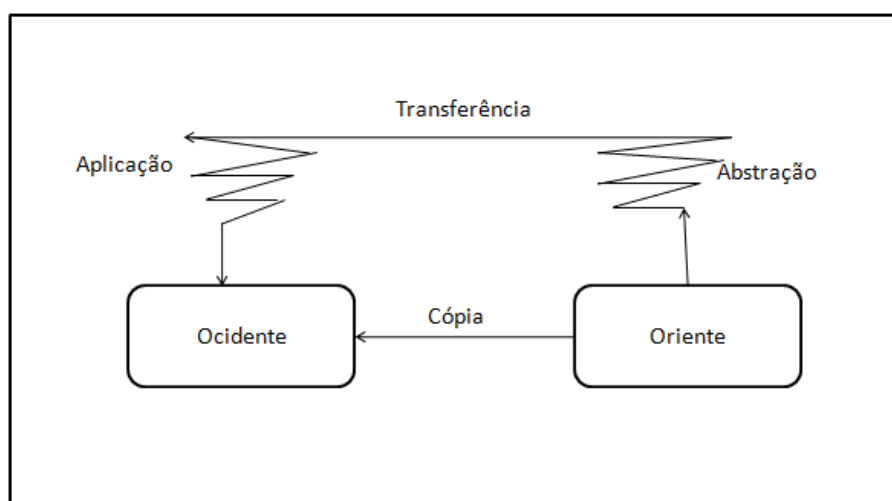 Transferência
Aplicação
Abstração
Ocidente
Cópia
Oriente